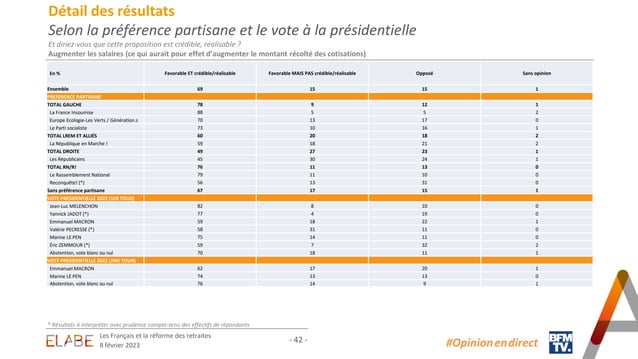 Détail des résultats
Selon la préférence partisane et le vote à la présidentielle
Et diriez-vous que cette proposition est crédible, réalisable ?
Augmenter les salaires (ce qui aurait pour effet d'augmenter le montant récolté des cotisations)
En % Favorable ET crédible/réalisable Favorable MAIS PAS crédible/réalisable Opposé Sans opinion
Ensemble 69 15 15 1
PREFERENCE PARTISANE
TOTAL GAUCHE 78 9 12 1
La France Insoumise 88 5 5 2
Europe Ecologie-Les Verts / Génération.s 70 13 17 0
Le Parti socialiste 73 10 16 1
TOTAL LREM ET ALLIÉS 60 20 18 2
La République en Marche ! 59 18 21 2
TOTAL DROITE 49 27 23 1
Les Républicains 45 30 24 1
TOTAL RN/R! 76 11 13 0
Le Rassemblement National 79 11 10 0
Reconquête! (*) 56 13 31 0
Sans préférence partisane 67 17 15 1
VOTE PRESIDENTIELLE 2022 (1ER TOUR)
Jean-Luc MELENCHON 82 8 10 0
Yannick JADOT (*) 77 4 19 0
Emmanuel MACRON 59 18 22 1
Valérie PECRESSE (*) 58 31 11 0
Marine LE PEN 75 14 11 0
Éric ZEMMOUR (*) 59 7 32 2
Abstention, vote blanc ou nul 70 18 11 1
VOTE PRESIDENTIELLE 2022 (2ND TOUR)
Emmanuel MACRON 62 17 20 1
Marine LE PEN 74 13 13 0
Abstention, vote blanc ou nul 76 14 9 1
* Résultats à interpréter avec prudence compte-tenu des effectifs de répondants
ELABE
Les Français et la réforme des retraites
8 février 2023
- 42 -
#Opinion en direct
BFM
TV.